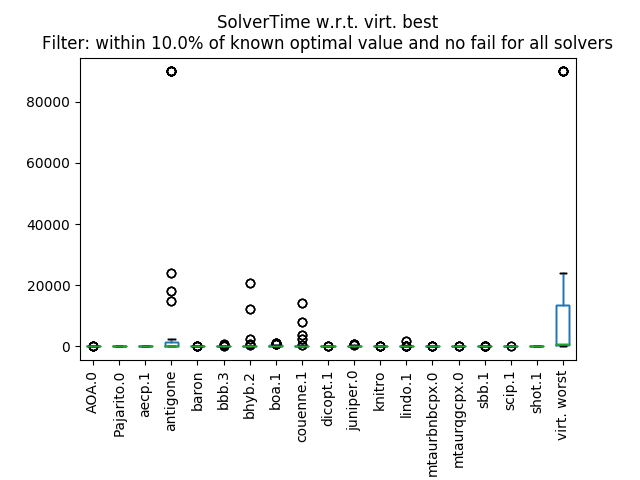 SolverTime w.r.t. virt. best
Filter: within 10.0% of known optimal value and no fail for all solvers
80000
60000
40000
20000
0
AOA.0
Pajarito.0
aecp.1
antigone
baron
bbb.3
bhyb.2
boa.1
couenne.1
dicopt.1
juniper.0
knitro
lindo.1
mtaurbnbcpx.0
mtaurqgcpx.0
sbb.1
scip.1
shot.1
virt. worst